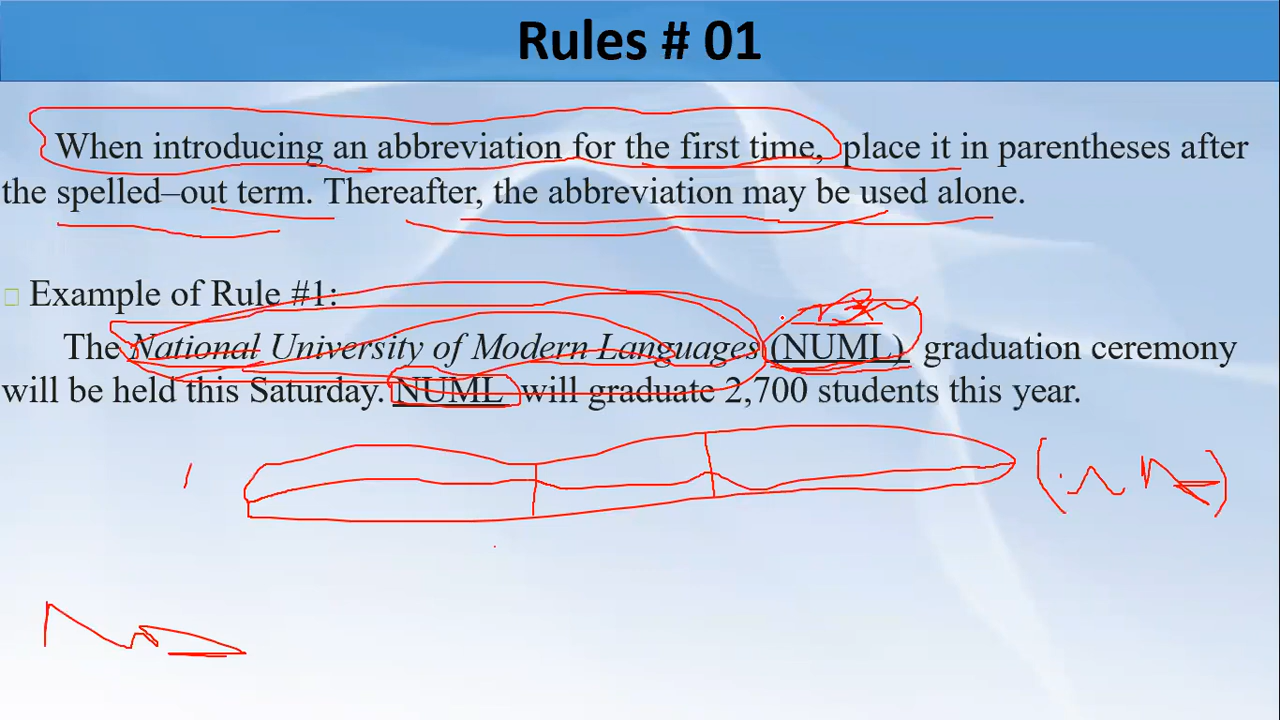 Rules # 01
When introducing an abbreviation for the first time, place it in parentheses after
the spelled–out term. Thereafter, the abbreviation may be used alone.
Example of Rule #1:
The National University of Modern Languages (NUML) graduation ceremony
will be held this Saturday. NUML will graduate 2,700 students this year.